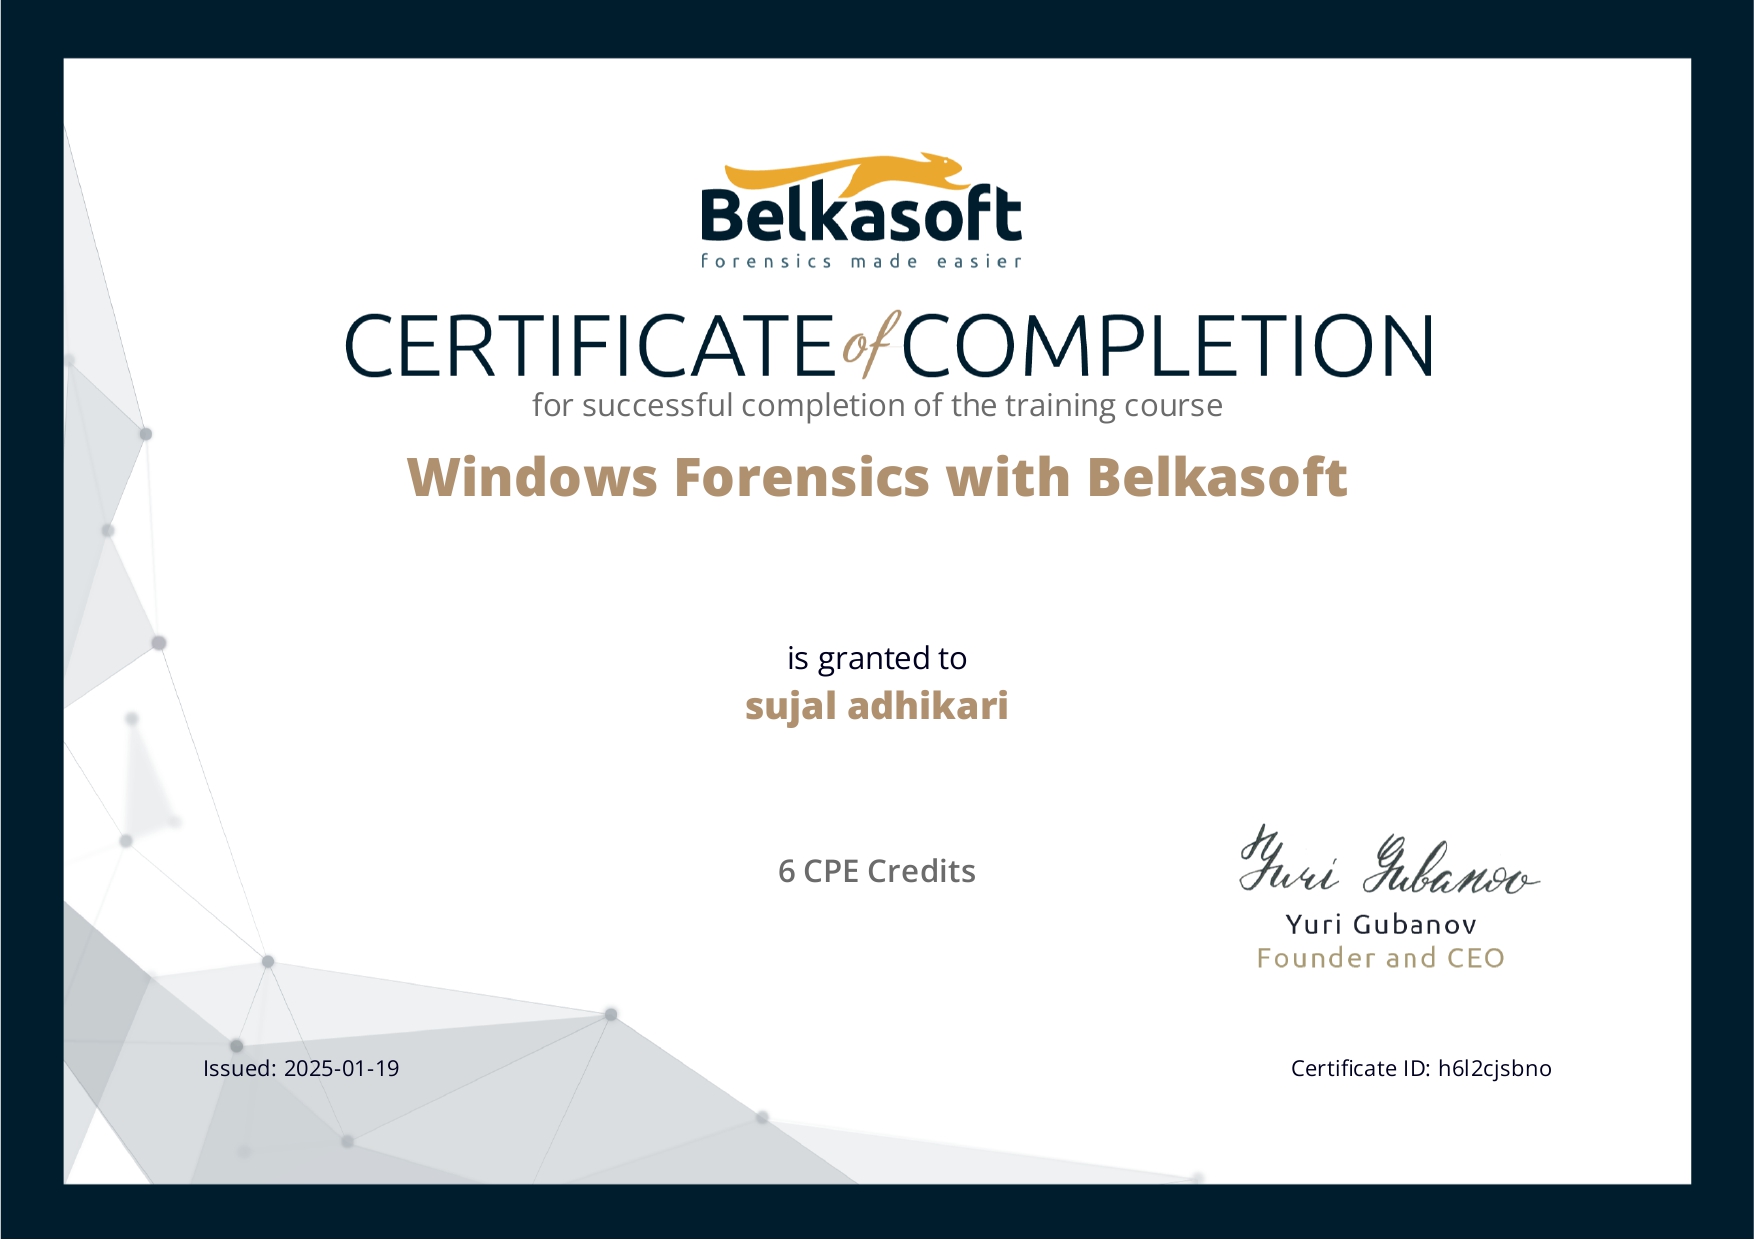 Belkasoft
forensics made easier
CERTIFICATE of COMPLETION
for successful completion of the training course
Windows Forensics with Belkasoft
is granted to
sujal adhikari
6 CPE Credits
Yuri Gubanov
Yuri Gubanov
Founder and CEO
Issued: 2025-01-19
Certificate ID: h6l2cjsbno